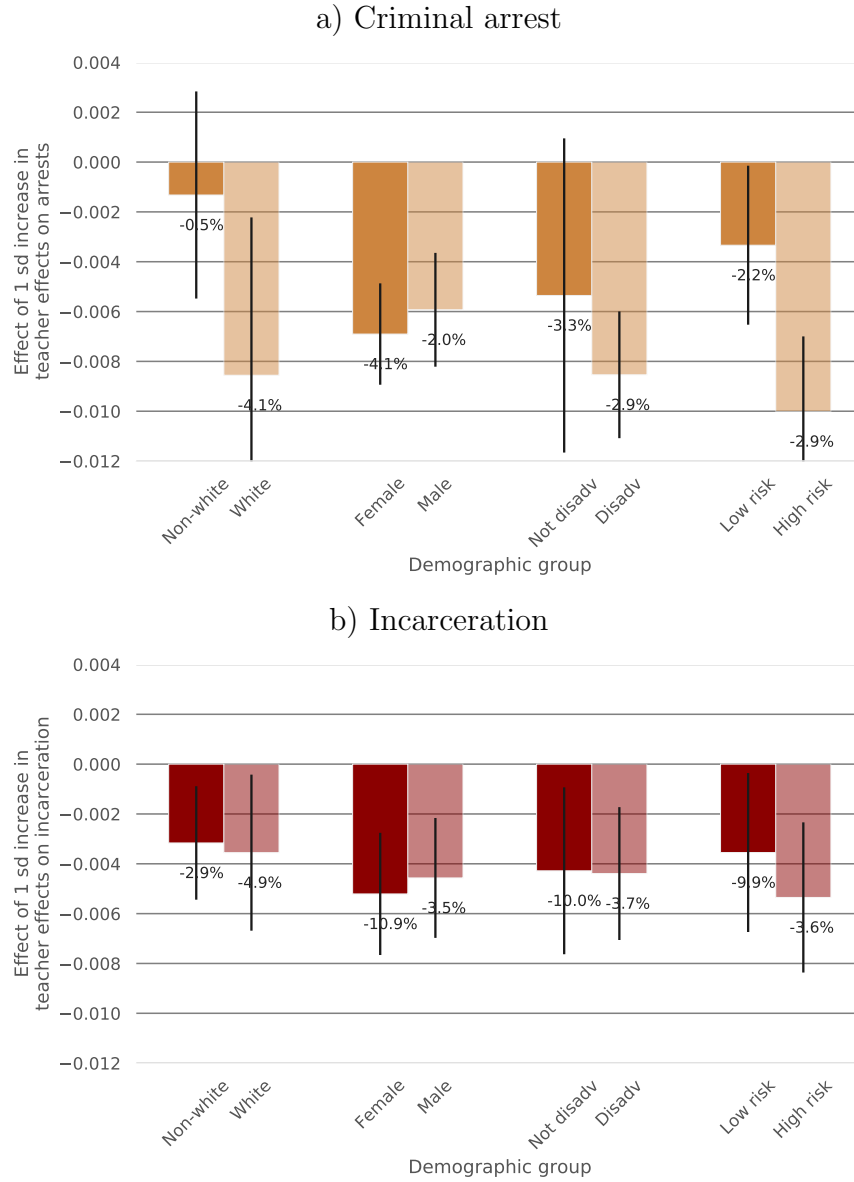 a) Criminal arrest
Effect of 1 sd increase in
teacher effects on arrests
0.004
0.002
0.000
−0.002
−0.004
−0.006
−0.008
−0.010
−0.012
-0.5%
-4.1%
-4.1%
-2.0%
-3.3%
-2.9%
-2.2%
-2.9%
Non-white
White
Female
Male
Not disadv
Disadv
Low risk
High risk
Demographic group
b) Incarceration
Effect of 1 sd increase in
teacher effects on incarceration
0.004
0.002
0.000
−0.002
−0.004
−0.006
−0.008
−0.010
−0.012
-2.9%
-4.9%
-10.9%
-3.5%
-10.0%
-3.7%
-9.9%
-3.6%
Non-white
White
Female
Male
Not disadv
Disadv
Low risk
High risk
Demographic group